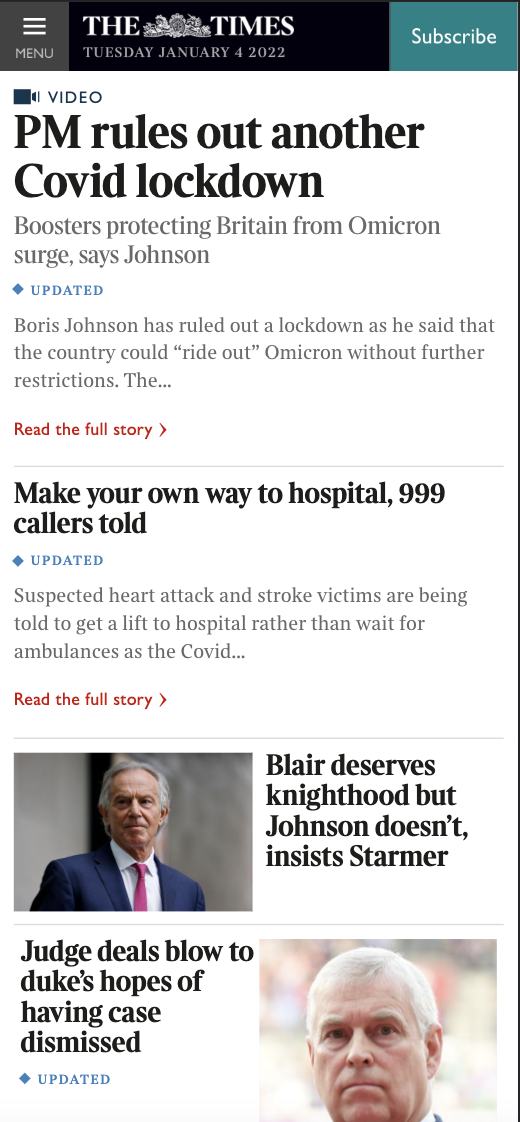 MENU
THE TIMES
TUESDAY JANUARY 4 2022
Subscribe
VIDEO
PM rules out another
Covid lockdown
Boosters protecting Britain from Omicron
surge, says Johnson
UPDATED
Boris Johnson has ruled out a lockdown as he said that
the country could “ride out” Omicron without further
restrictions. The...
Read the full story
Make your own way to hospital, 999
callers told
UPDATED
Suspected heart attack and stroke victims are being
told to get a lift to hospital rather than wait for
ambulances as the Covid...
Read the full story
Blair deserves
knighthood but
Johnson doesn’t,
insists Starmer
Judge deals blow to
duke’s hopes of
having case
dismissed
UPDATED